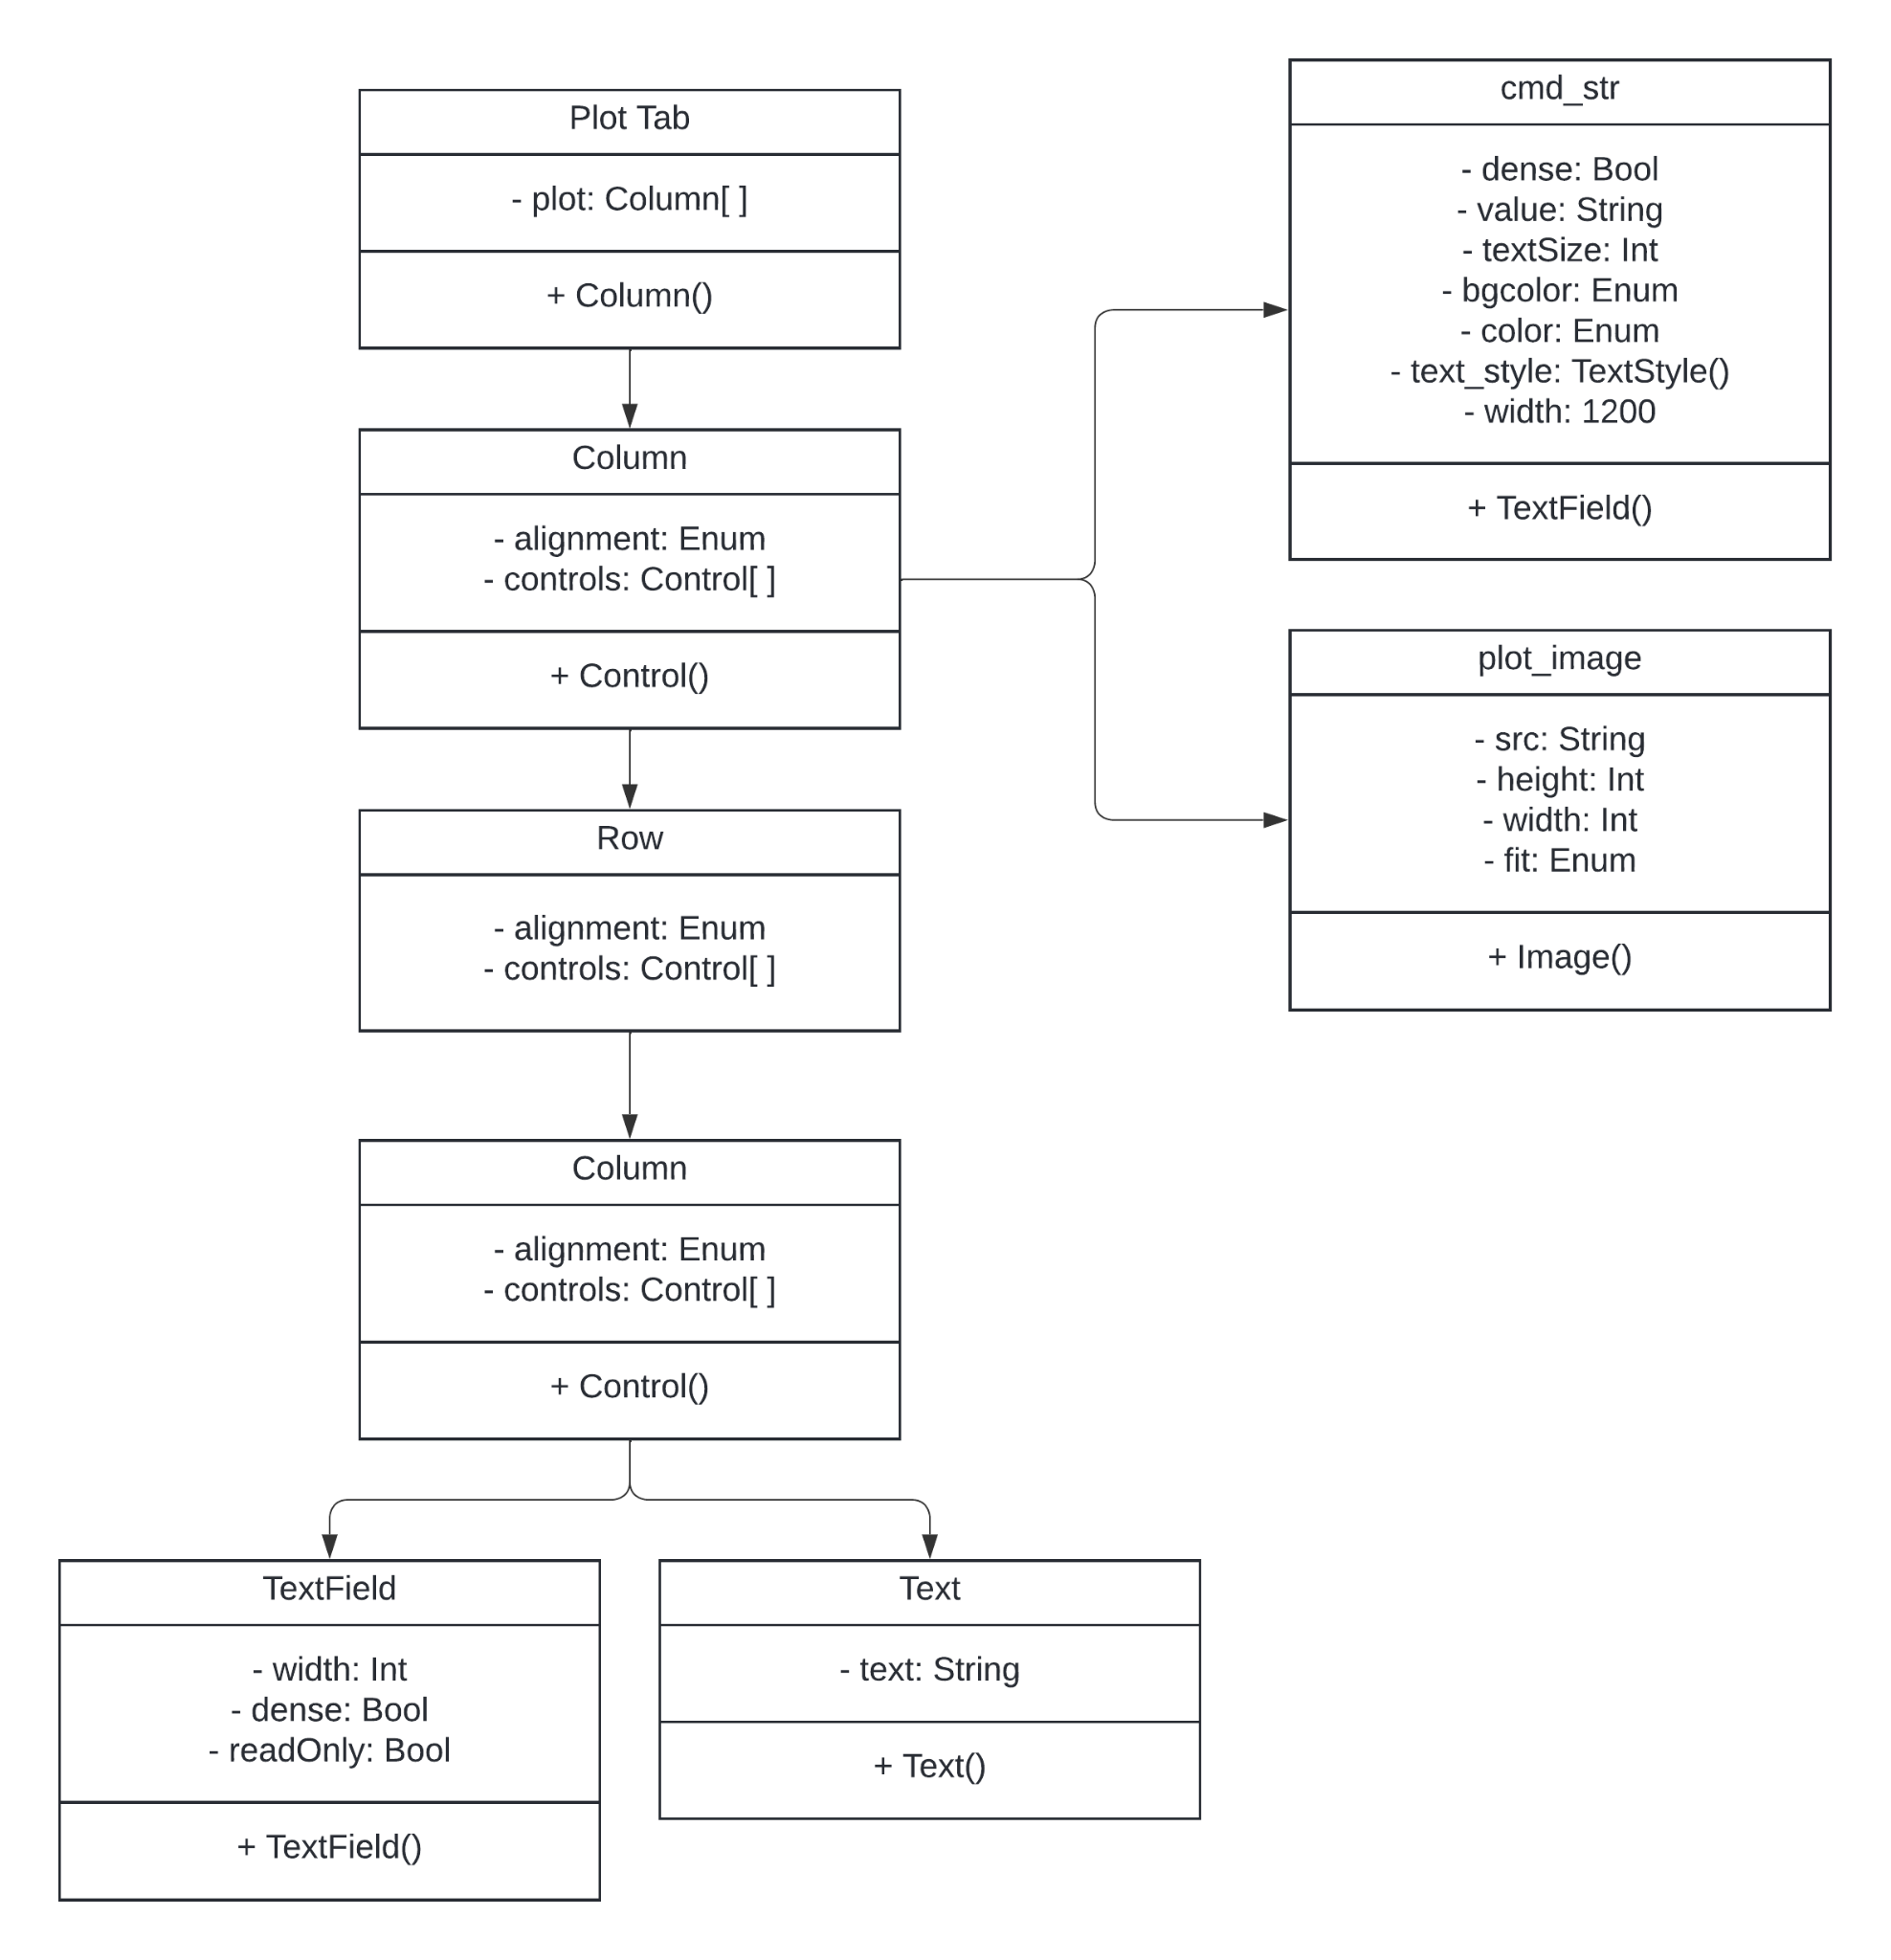 Plot Tab
- plot: Column[ ]
+ Column()
cmd_str
- dense: Bool
- value: String
- textSize: Int
- bgcolor: Enum
- color: Enum
- text_style: TextStyle()
- width: 1200
+ TextField()
Column
- alignment: Enum
- controls: Control[ ]
+ Control()
plot_image
- src: String
- height: Int
- width: Int
- fit: Enum
+ Image()
Row
- alignment: Enum
- controls: Control[ ]
Column
- alignment: Enum
- controls: Control[ ]
+ Control()
TextField
- width: Int
- dense: Bool
- readOnly: Bool
+ TextField()
Text
- text: String
+ Text()